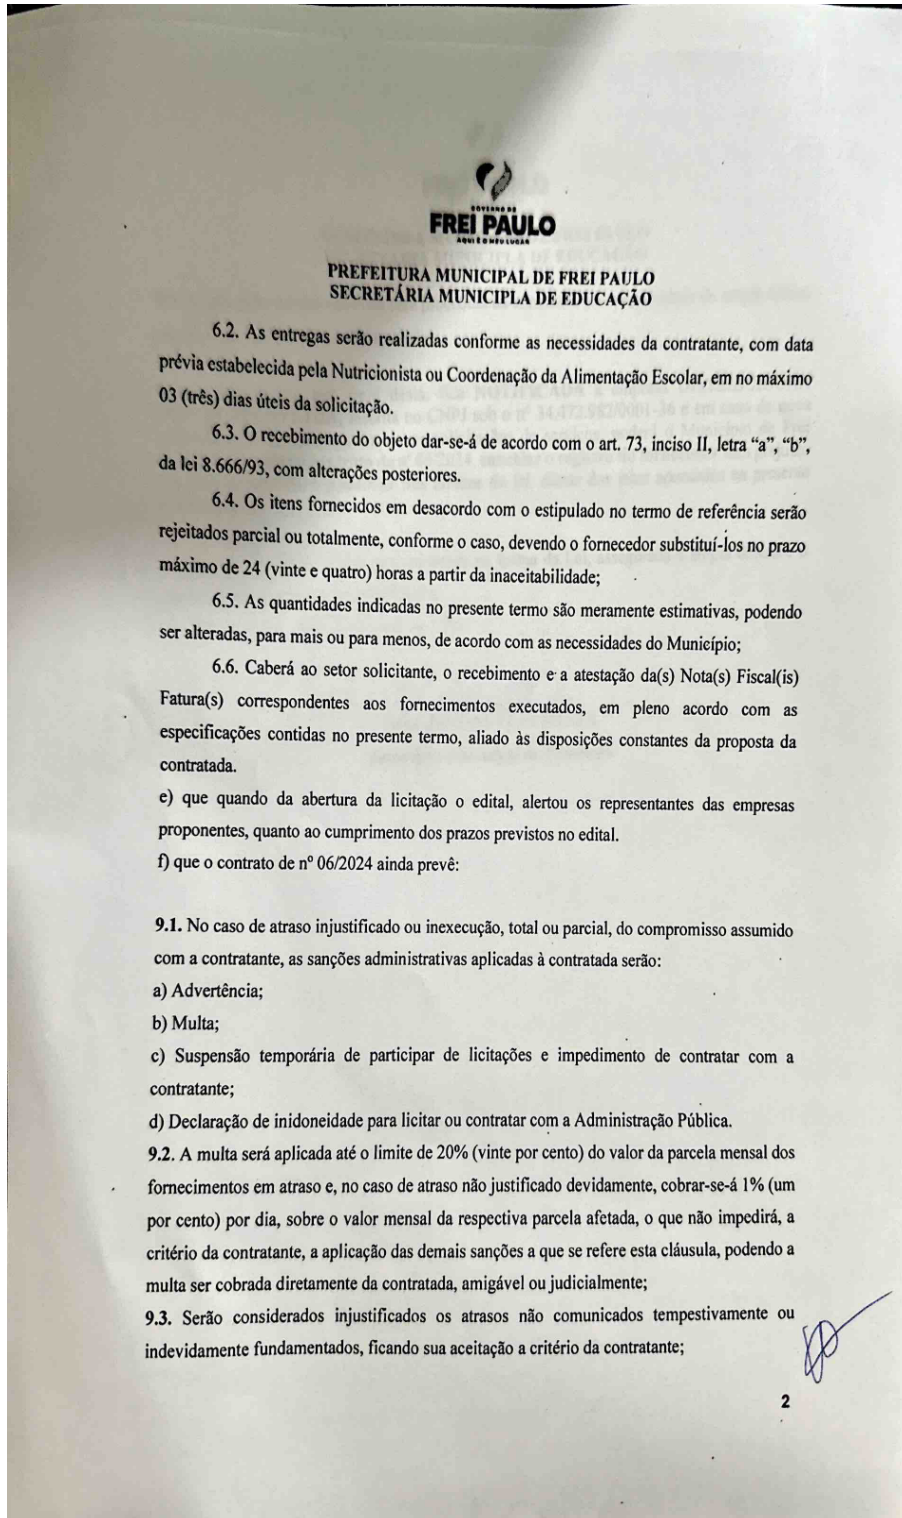 GOVERNO DE
FREI PAULO
AQUI É O MEU LUGAR
PREFEITURA MUNICIPAL DE FREI PAULO
SECRETÁRIA MUNICIPLA DE EDUCAÇÃO
6.2. As entregas serão realizadas conforme as necessidades da contratante, com data
prévia estabelecida pela Nutricionista ou Coordenação da Alimentação Escolar, em no máximo
03 (três) dias úteis da solicitação.
6.3. O recebimento do objeto dar-se-á de acordo com o art. 73, inciso II, letra “a”, “b”,
da lei 8.666/93, com alterações posteriores.
6.4. Os itens fornecidos em desacordo com o estipulado no termo de referência serão
rejeitados parcial ou totalmente, conforme o caso, devendo o fornecedor substituí-los no prazo
máximo de 24 (vinte e quatro) horas a partir da inaceitabilidade;
6.5. As quantidades indicadas no presente termo são meramente estimativas, podendo
ser alteradas, para mais ou para menos, de acordo com as necessidades do Município;
6.6. Caberá ao setor solicitante, o recebimento e a atestação da(s) Nota(s) Fiscal(is)
Fatura(s) correspondentes aos fornecimentos executados, em pleno acordo com as
especificações contidas no presente termo, aliado às disposições constantes da proposta da
contratada.
e) que quando da abertura da licitação o edital, alertou os representantes das empresas
proponentes, quanto ao cumprimento dos prazos previstos no edital.
f) que o contrato de nº 06/2024 ainda prevê:
9.1. No caso de atraso injustificado ou inexecução, total ou parcial, do compromisso assumido
com a contratante, as sanções administrativas aplicadas à contratada serão:
a) Advertência;
b) Multa;
c) Suspensão temporária de participar de licitações e impedimento de contratar com a
contratante;
d) Declaração de inidoneidade para licitar ou contratar com a Administração Pública.
9.2. A multa será aplicada até o limite de 20% (vinte por cento) do valor da parcela mensal dos
fornecimentos em atraso e, no caso de atraso não justificado devidamente, cobrar-se-á 1% (um
por cento) por dia, sobre o valor mensal da respectiva parcela afetada, o que não impedirá, a
critério da contratante, a aplicação das demais sanções a que se refere esta cláusula, podendo a
multa ser cobrada diretamente da contratada, amigável ou judicialmente;
9.3. Serão considerados injustificados os atrasos não comunicados tempestivamente ou
indevidamente fundamentados, ficando sua aceitação a critério da contratante;
2